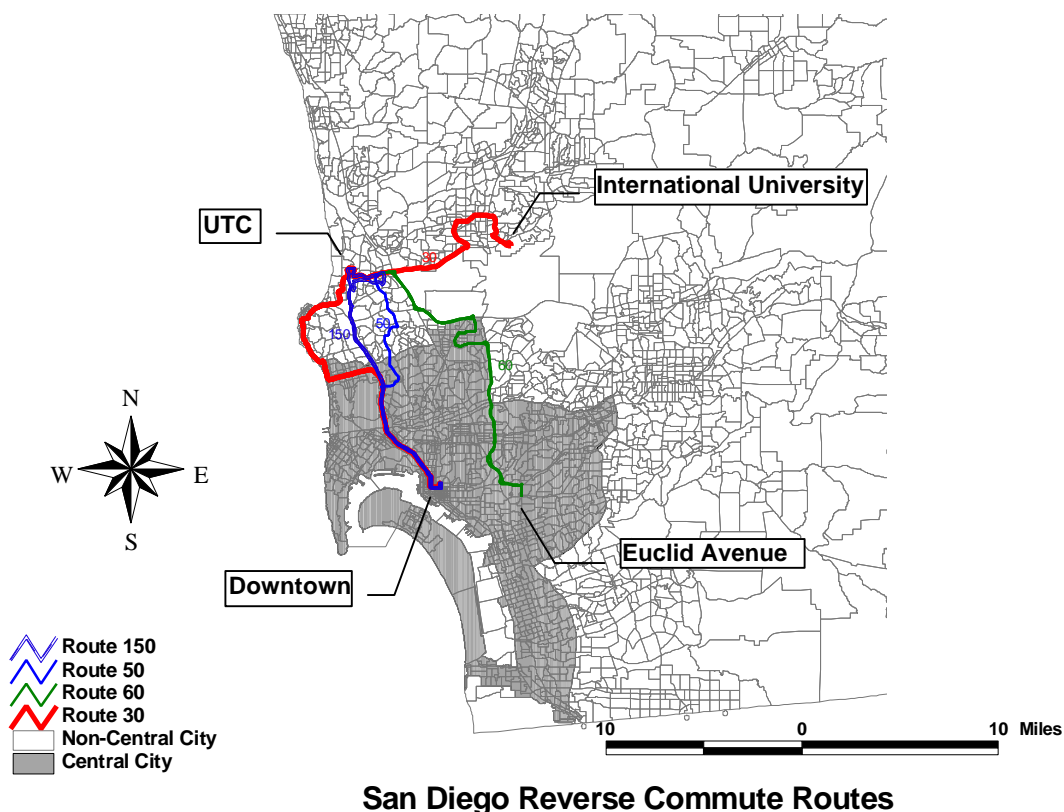 International University
UTC
30
50
150
60
N
W E
S
Euclid Avenue
Downtown
Route 150
Route 50
Route 60
Route 30
Non-Central City
Central City
10 0 10 Miles
San Diego Reverse Commute Routes